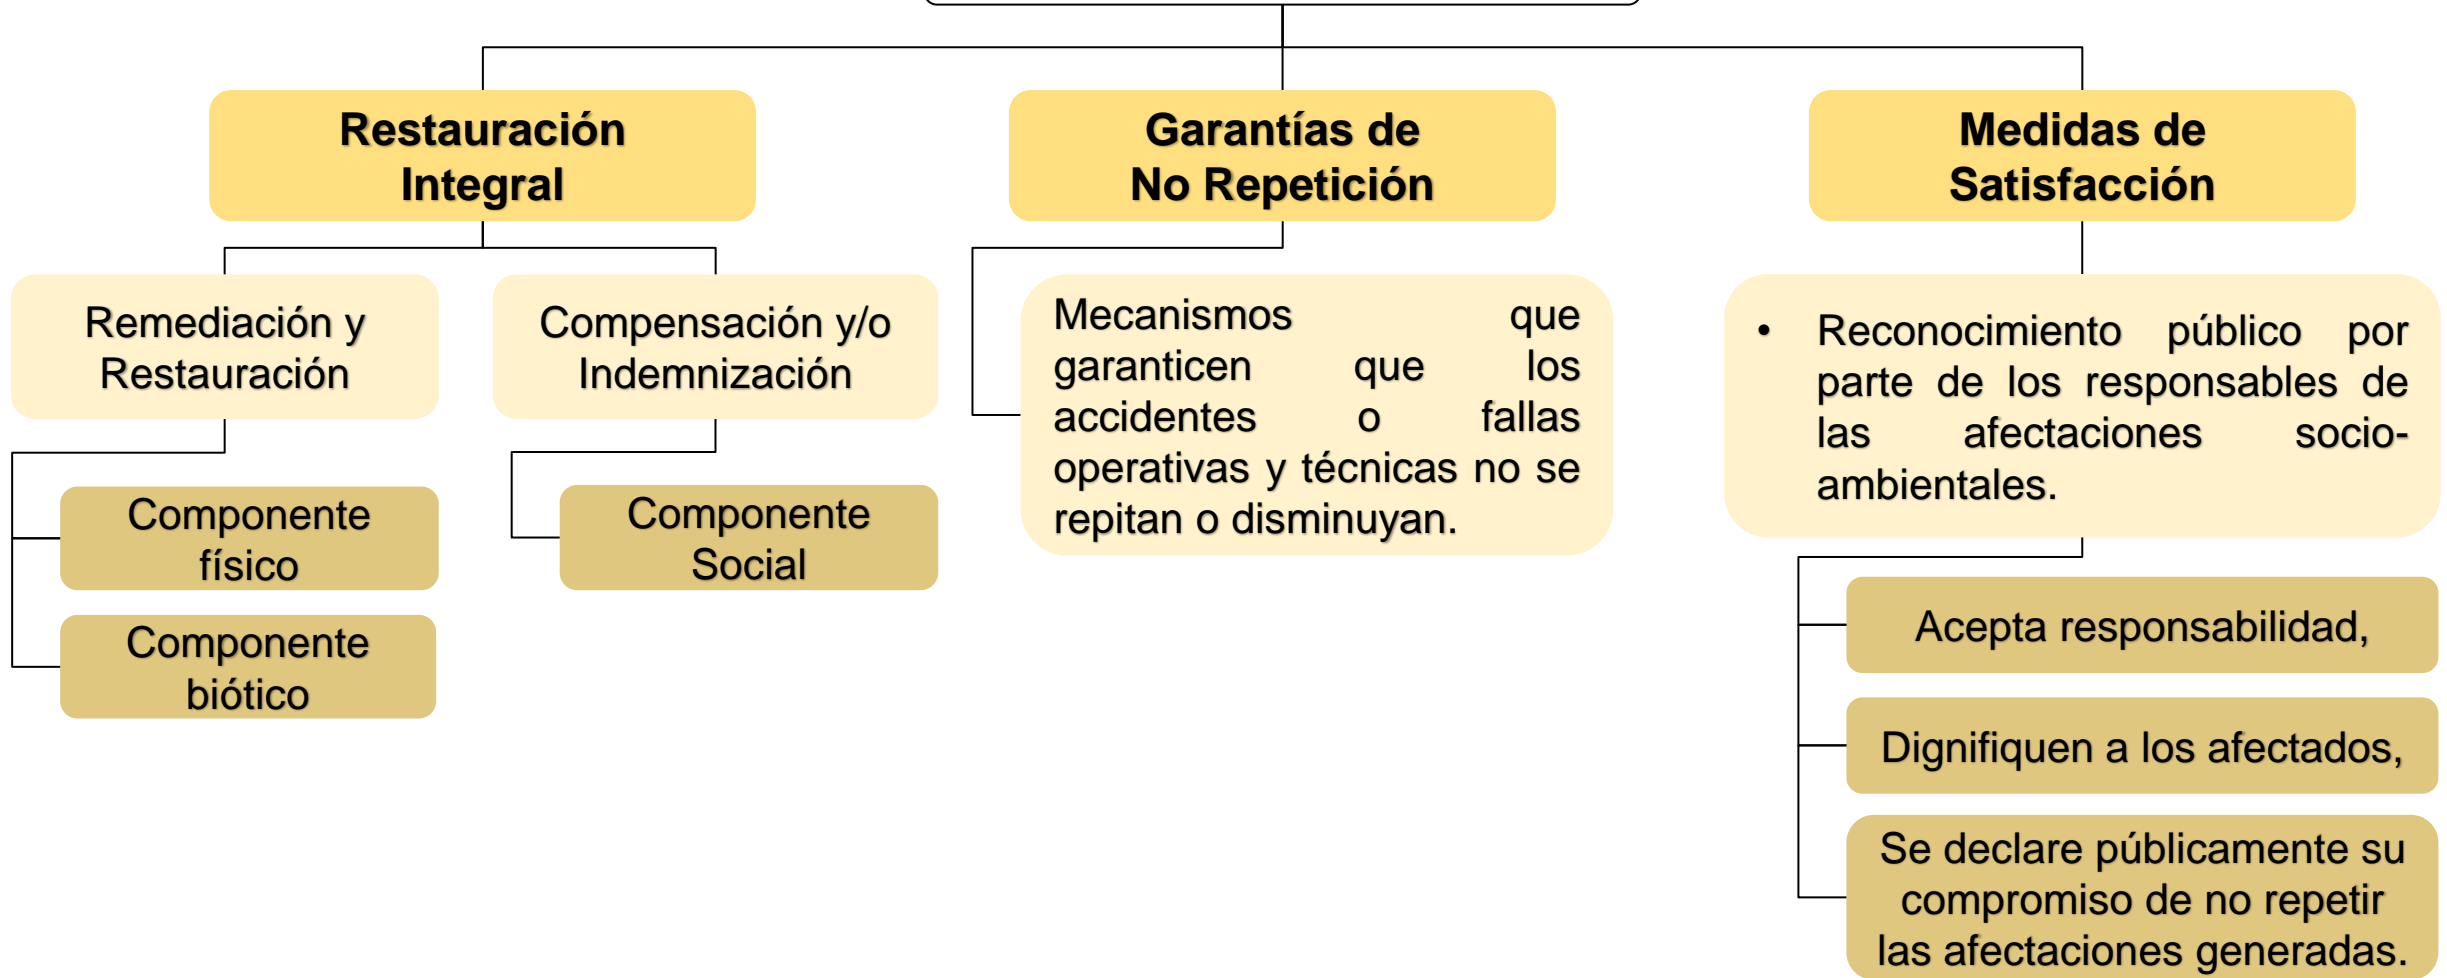 Restauración
Integral
Garantías de
No Repetición
Medidas de
Satisfacción
Remediación y
Restauración
Compensación y/o
Indemnización
Componente
físico
Componente
biótico
Componente
Social
Mecanismos que
garanticen que los
accidentes o fallas
operativas y técnicas no se
repitan o disminuyan.
• Reconocimiento público por
parte de los responsables de
las afectaciones socio-
ambientales.
Acepta responsabilidad,
Dignifiquen a los afectados,
Se declare públicamente su
compromiso de no repetir
las afectaciones generadas.